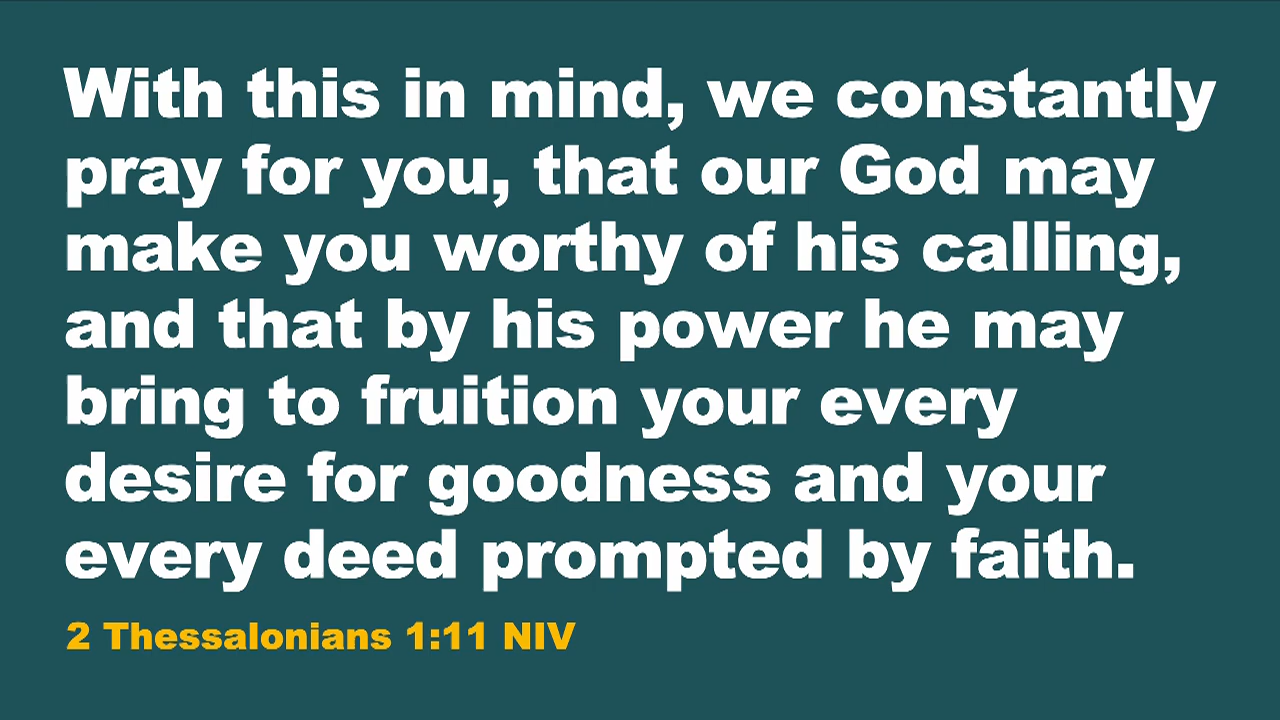 With this in mind, we constantly
pray for you, that our God may
make you worthy of his calling,
and that by his power he may
bring to fruition your every
desire for goodness and your
every deed prompted by faith.
2 Thessalonians 1:11 NIV